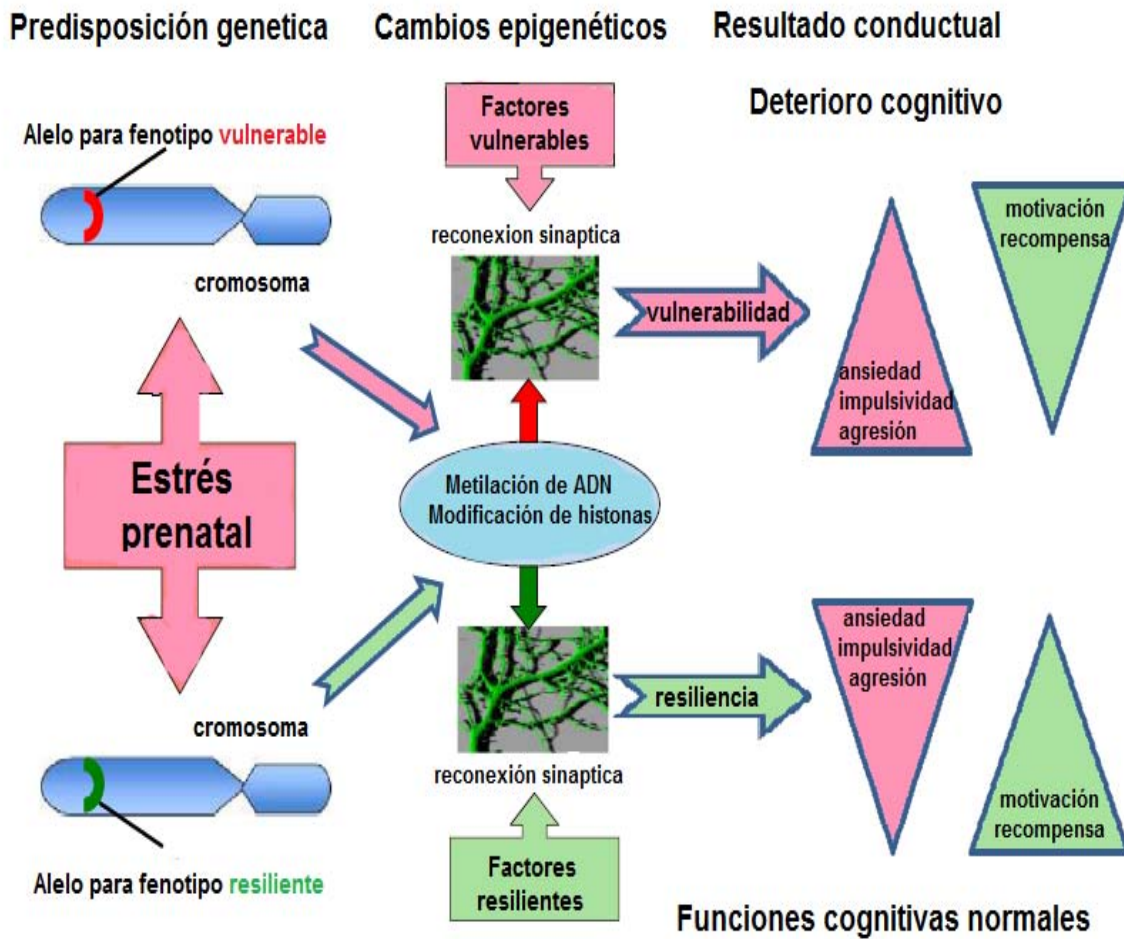 Predisposición genetica
Cambios epigenéticos
Resultado conductual
Deterioro cognitivo
Alelo para fenotipo vulnerable
cromosoma
Factores
vulnerables
reconexion sinaptica
vulnerabilidad
ansiedad
impulsividad
agresión
motivación
recompensa
Estrés
prenatal
Metilación de ADN
Modificación de histonas
cromosoma
Alelo para fenotipo resiliente
reconexión sinaptica
Factores
resilientes
resiliencia
ansiedad
impulsividad
agresión
motivación
recompensa
Funciones cognitivas normales